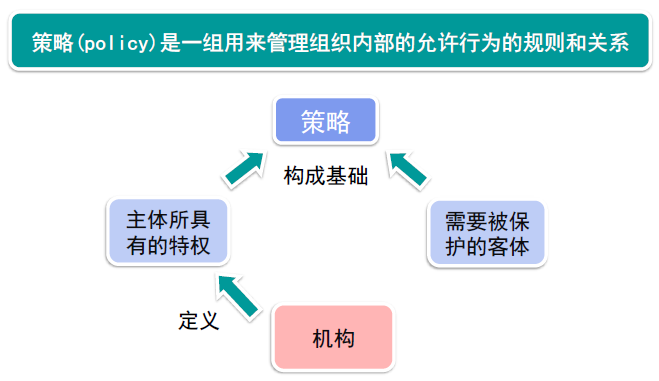 策略(policy)是一组用来管理组织内部的允许行为的规则和关系
策略
构成基础
主体所具
有的特权
需要被保
护的客体
定义
机构